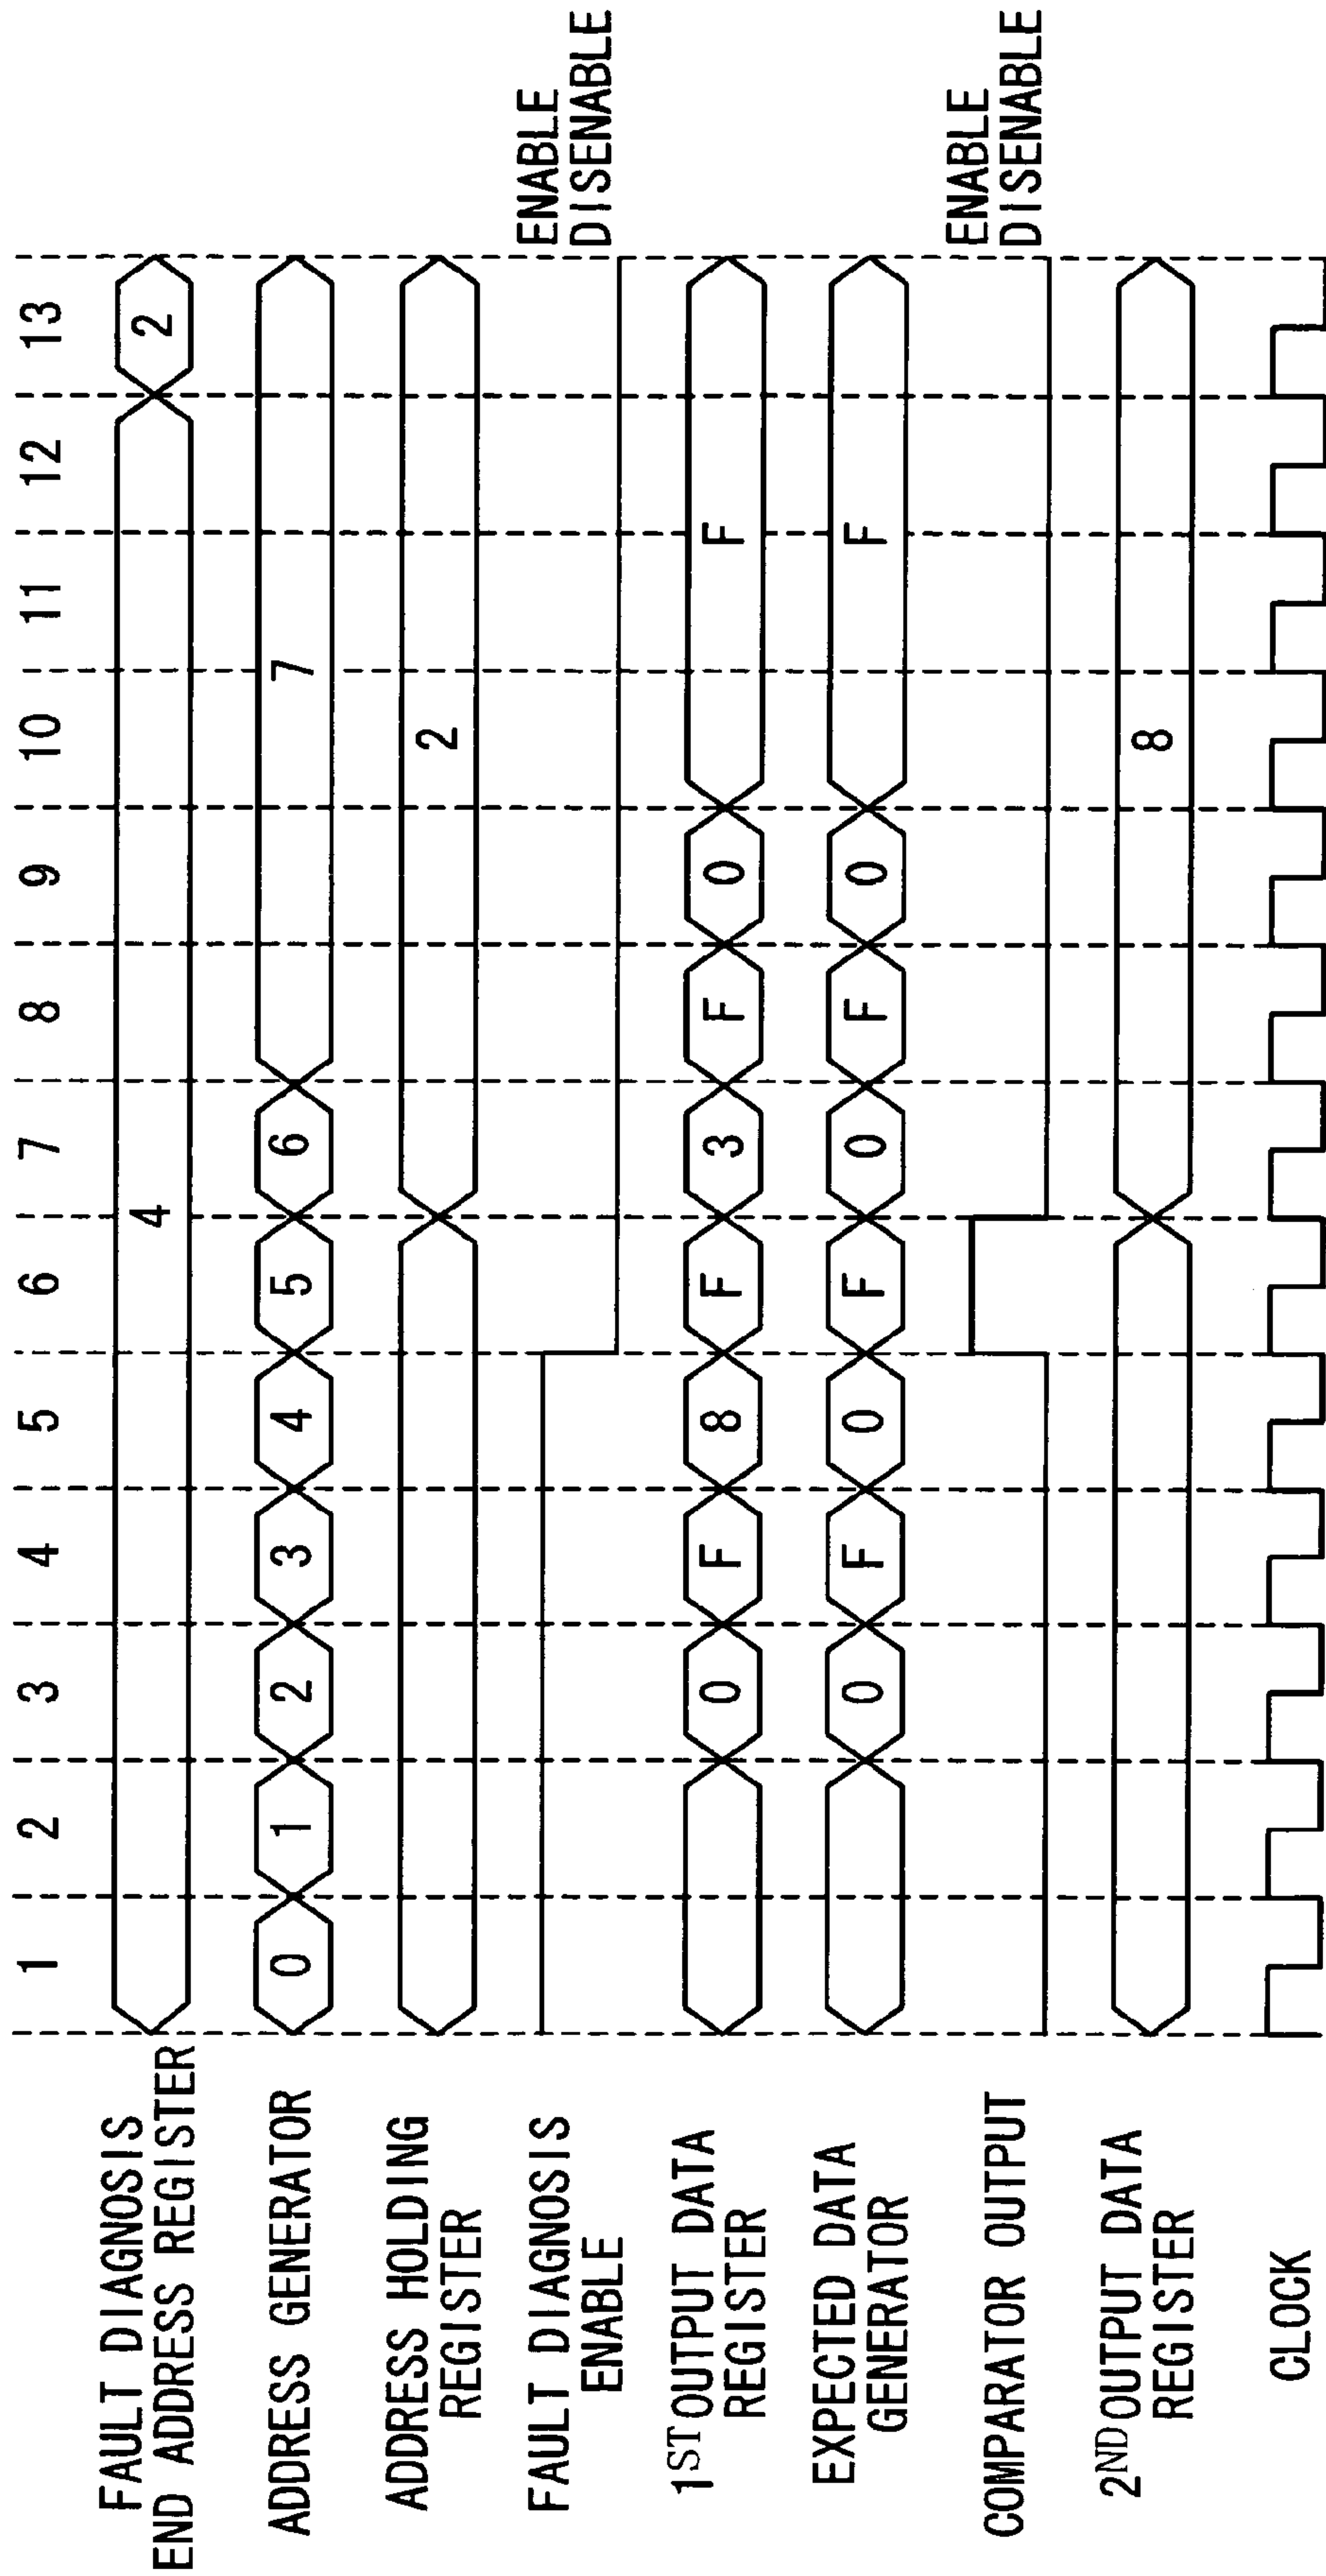 1 2 3 4 5 6 7 8 9 10 11 12 13
FAULT DIAGNOSIS
END ADDRESS REGISTER
4 2
ADDRESS GENERATOR
0 1 2 3 4 5 6 7
ADDRESS HOLDING
REGISTER
2
FAULT DIAGNOSIS
ENABLE
ENABLE
DISENABLE
1ST OUTPUT DATA
REGISTER
0 F 8 F 3 F 0 F
EXPECTED DATA
GENERATOR
0 F 0 F 0 F 0 F
COMPARATOR OUTPUT
ENABLE
DISENABLE
2ND OUTPUT DATA
REGISTER
8
CLOCK